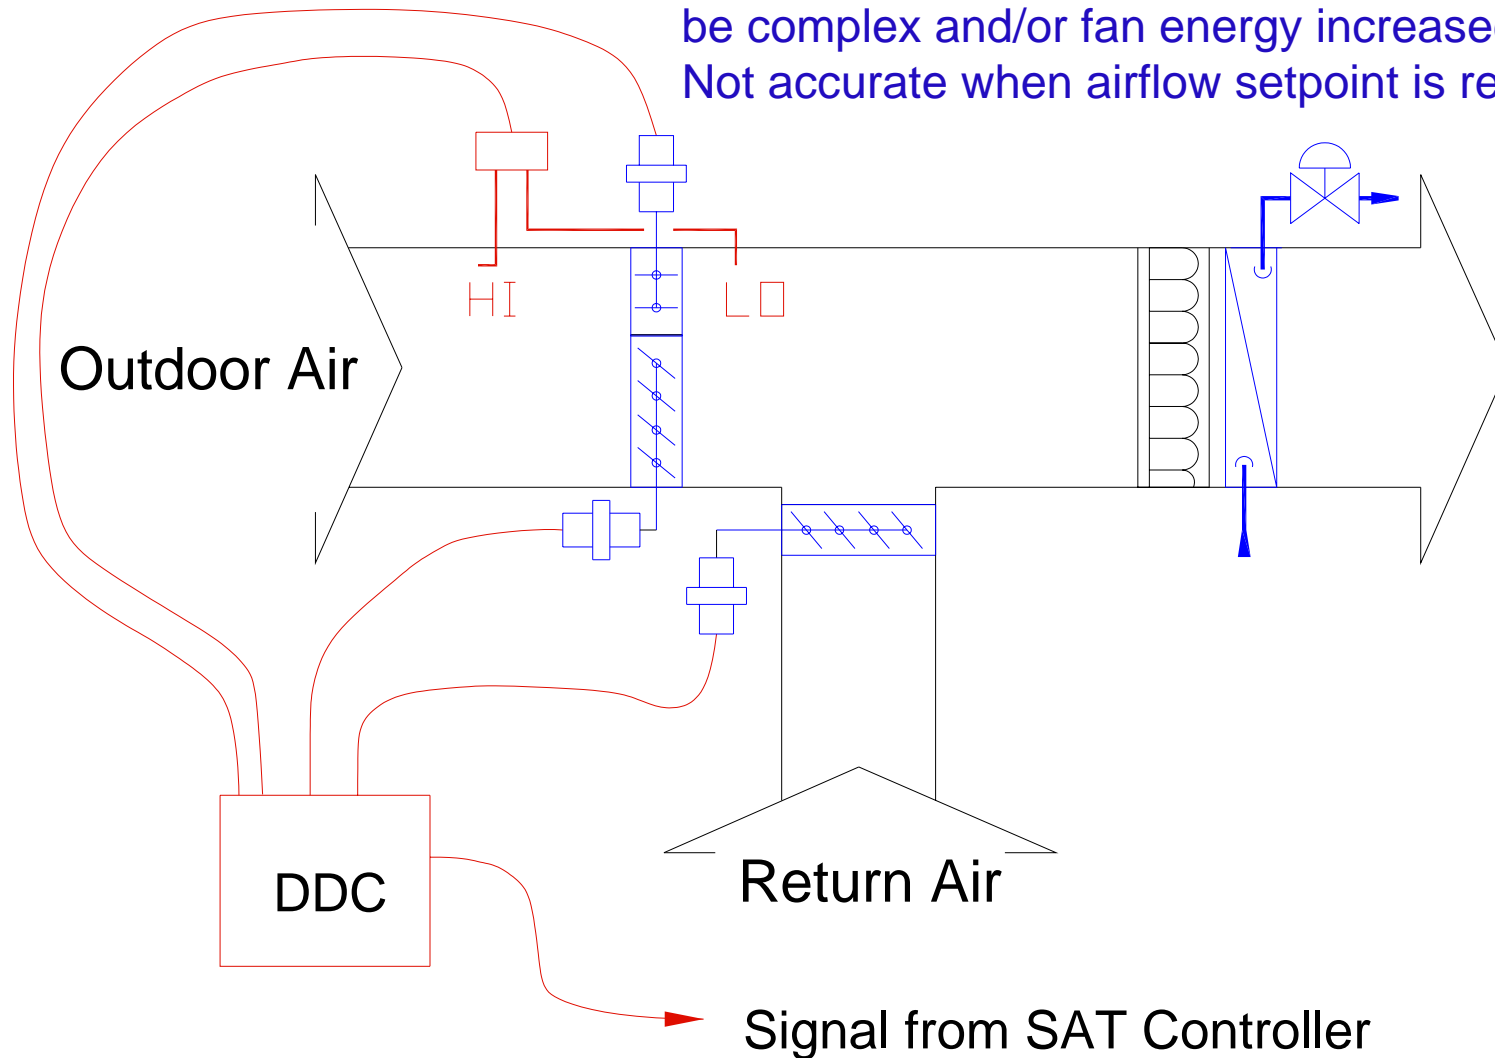 be complex and/or fan energy increased
Not accurate when airflow setpoint is re
HI
LO
Outdoor Air
DDC
Return Air
Signal from SAT Controller